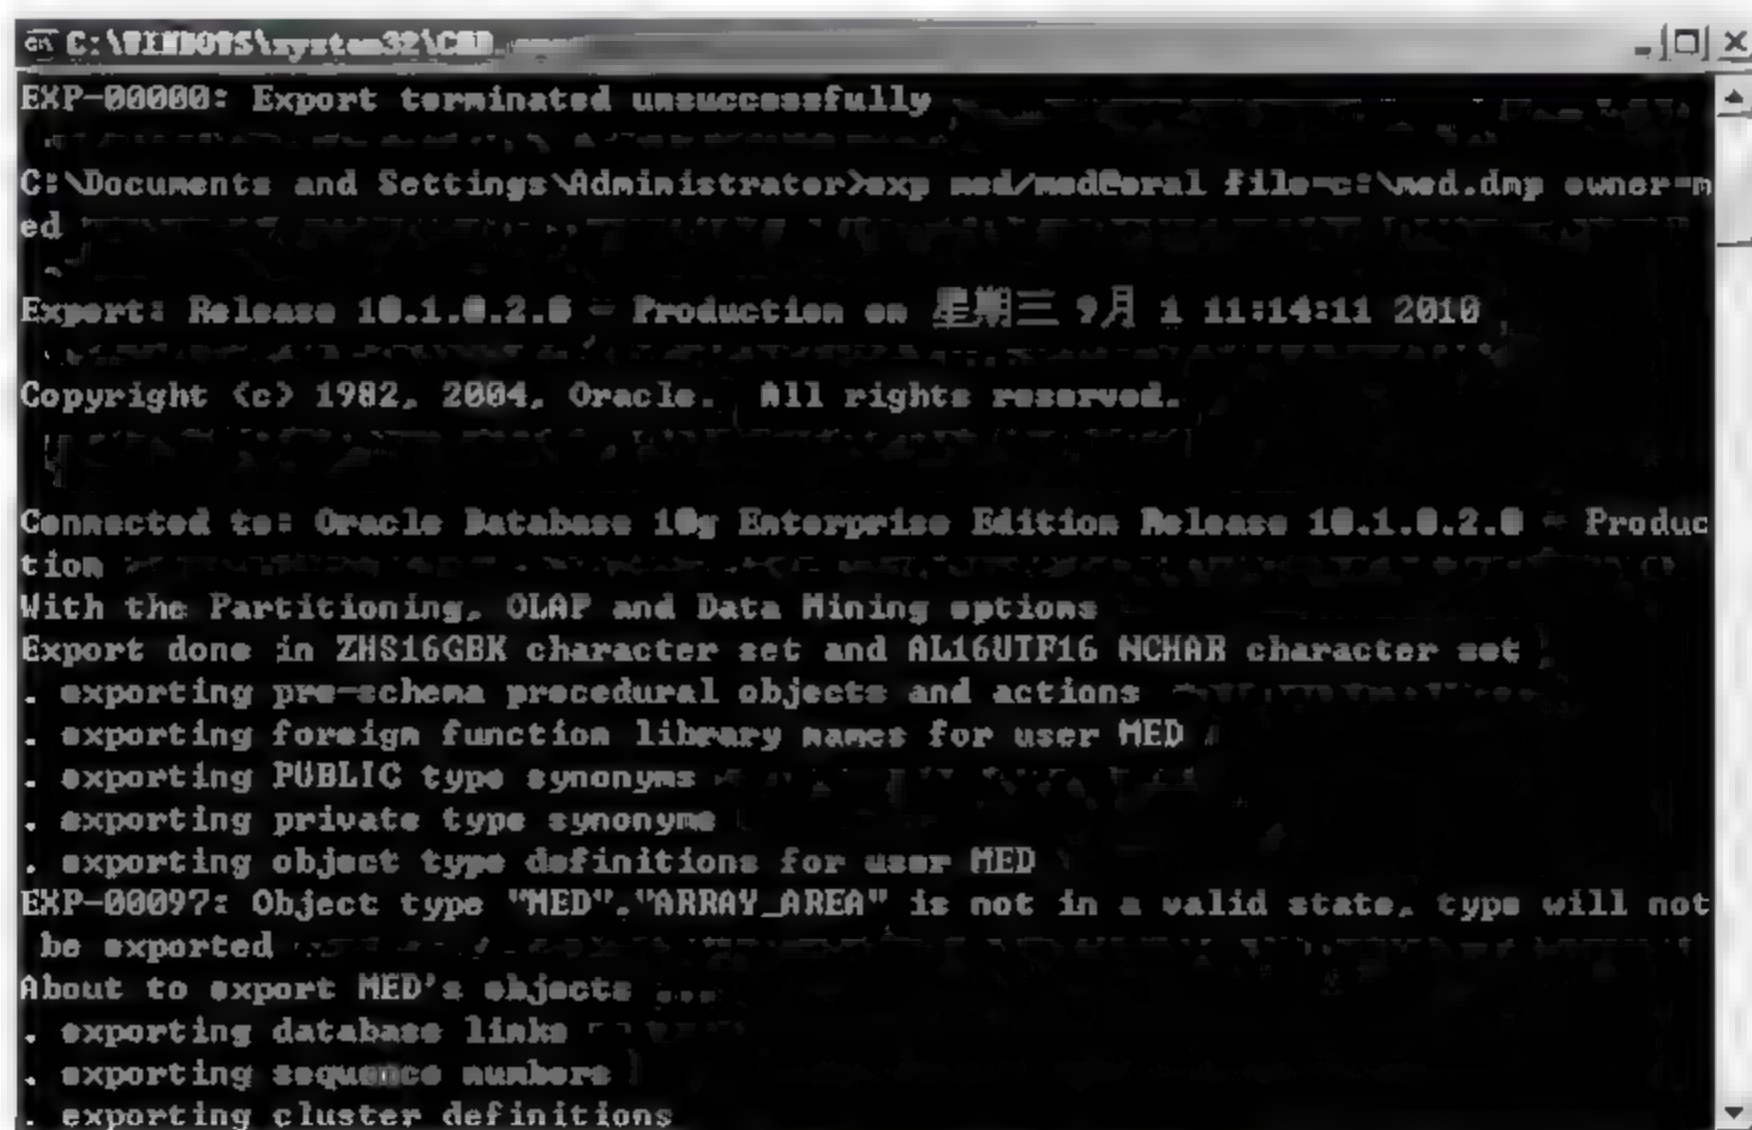 C:\WINDOWS\system32\CMD.
EXP-00000: Export terminated unsuccessfully
C:\Documents and Settings\Administrator>exp med/med@oral file=c:\med.dmp owner=m
ed
Export: Release 10.1.0.2.0 - Production on 星期三 9月 1 11:14:11 2010
Copyright (c) 1982, 2004, Oracle.  All rights reserved.
Connected to: Oracle Database 10g Enterprise Edition Release 10.1.0.2.0 - Produc
tion
With the Partitioning, OLAP and Data Mining options
Export done in ZHS16GBK character set and AL16UTF16 NCHAR character set
. exporting pre-schema procedural objects and actions
. exporting foreign function library names for user MED
. exporting PUBLIC type synonyms
. exporting private type synonyms
. exporting object type definitions for user MED
EXP-00097: Object type "MED"."ARRAY_AREA" is not in a valid state, type will not
 be exported
About to export MED's objects ...
. exporting database links
. exporting sequence numbers
. exporting cluster definitions